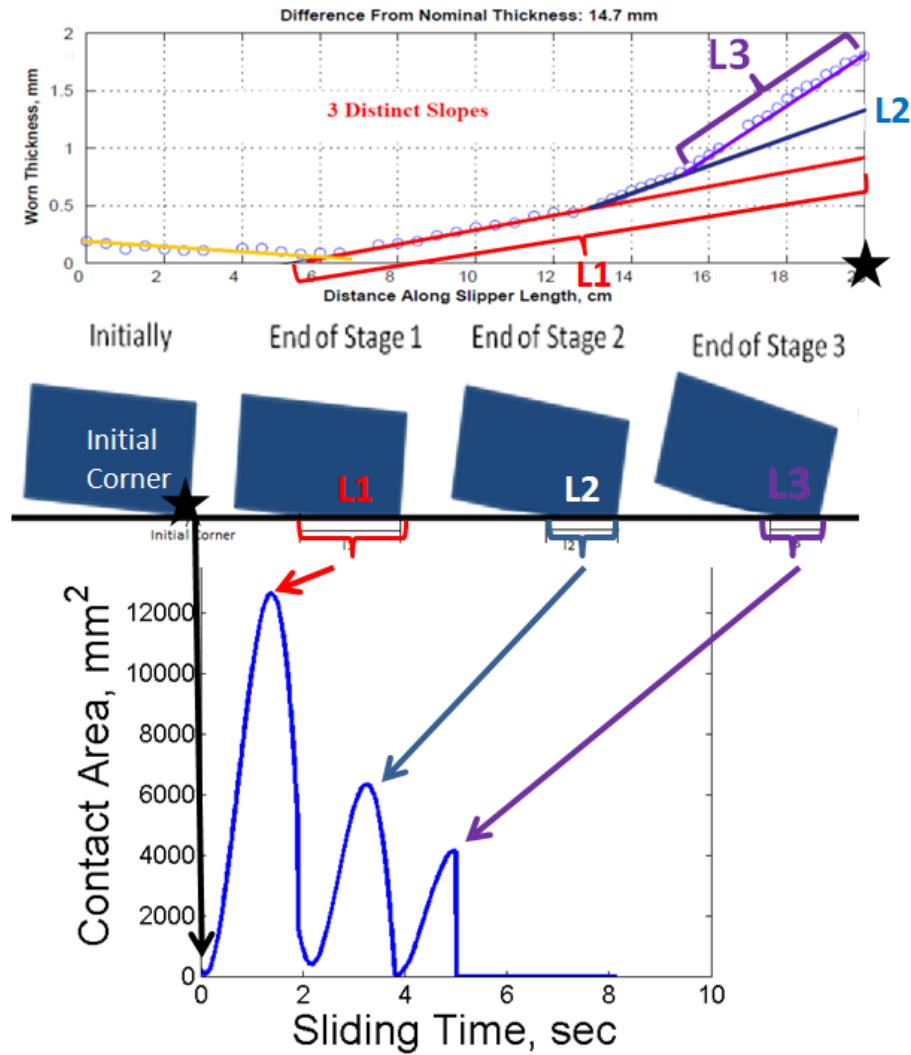 Difference From Nominal Thickness: 14.7 mm
2
1.5
1
0.5
0
Worn Thickness, mm
3 Distinct Slopes
L3
L2
L1
0 2 4 6 8 10 12 14 16 18
Distance Along Slipper Length, cm
Initially
End of Stage 1
End of Stage 2
End of Stage 3
Initial
Corner
L1
L2
L3
Initial Corner
l2
Contact Area, mm²
12000
10000
8000
6000
4000
2000
0
0 2 4 6 8 10
Sliding Time, sec